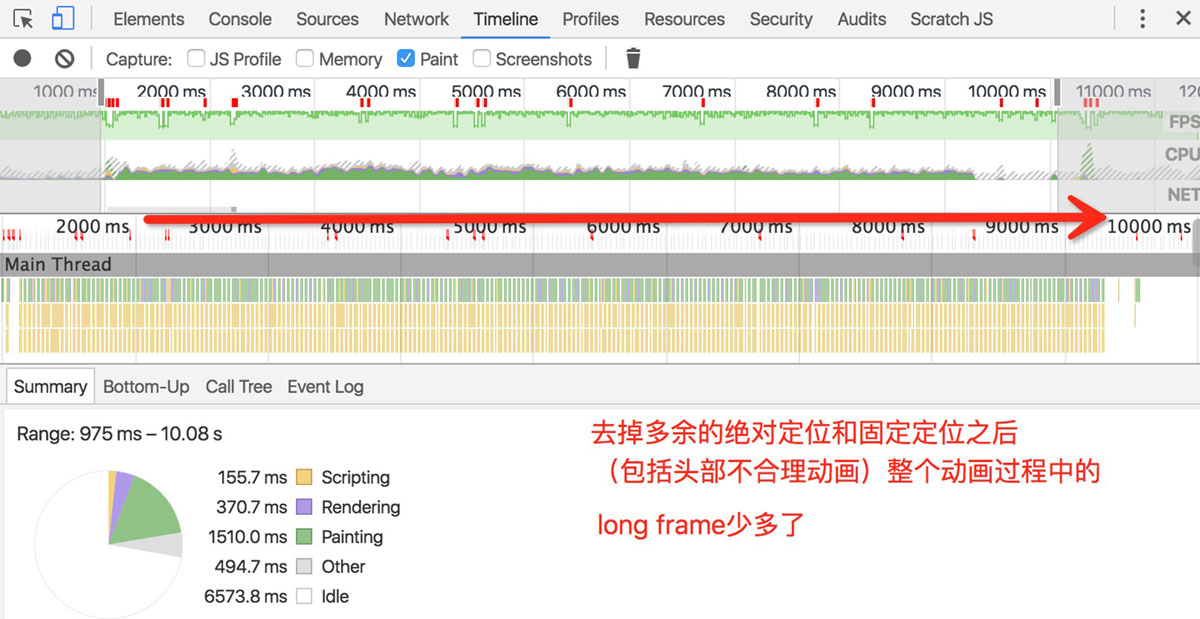 Elements Console Sources Network Timeline Profiles Resources Security Audits Scratch JS
Capture: JS Profile Memory Paint Screenshots
1000 ms 2000 ms 3000 ms 4000 ms 5000 ms 6000 ms 7000 ms 8000 ms 9000 ms 10000 ms 11000 ms 120
FPS
CPU
NET
2000 ms 3000 ms 4000 ms 5000 ms 6000 ms 7000 ms 8000 ms 9000 ms 10000 ms
Main Thread
Summary Bottom-Up Call Tree Event Log
Range: 975 ms – 10.08 s
155.7 ms Scripting
370.7 ms Rendering
1510.0 ms Painting
494.7 ms Other
6573.8 ms Idle
去掉多余的绝对定位和固定定位之后
（包括头部不合理动画）整个动画过程中的
long frame少多了